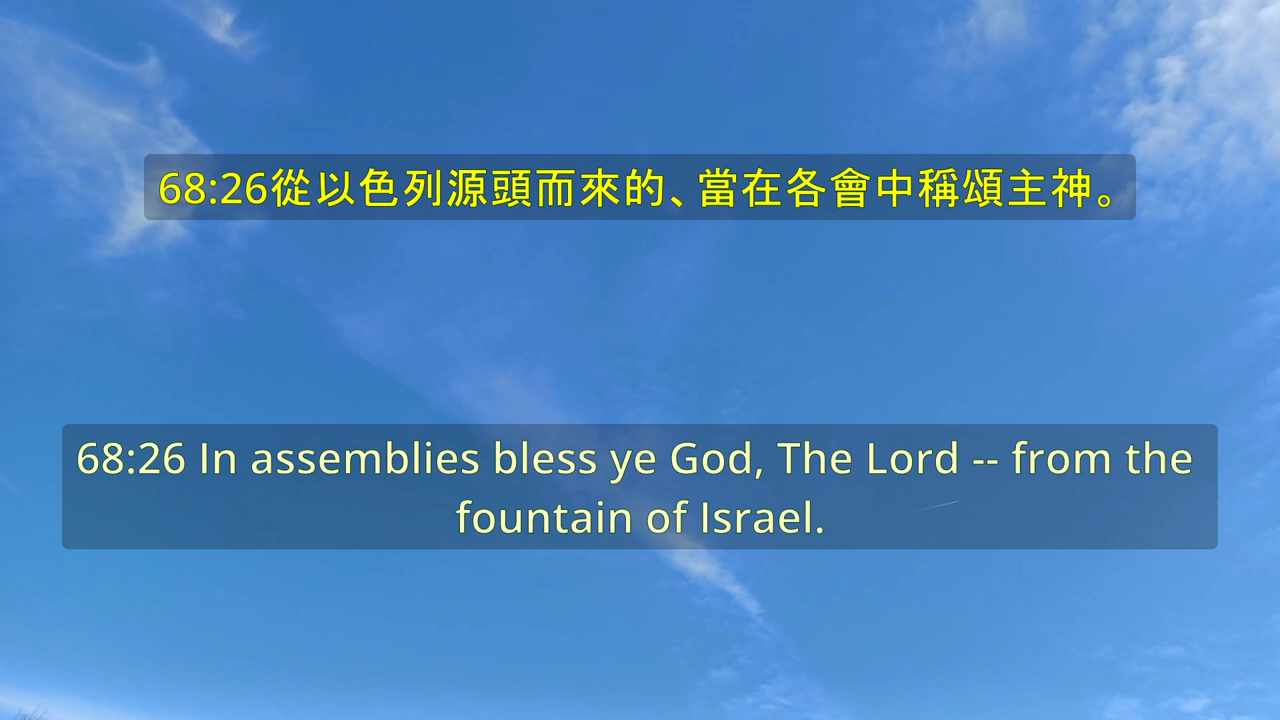 68:26從以色列源頭而來的、當在各會中稱頌主神。
68:26 In assemblies bless ye God, The Lord -- from the
fountain of Israel.